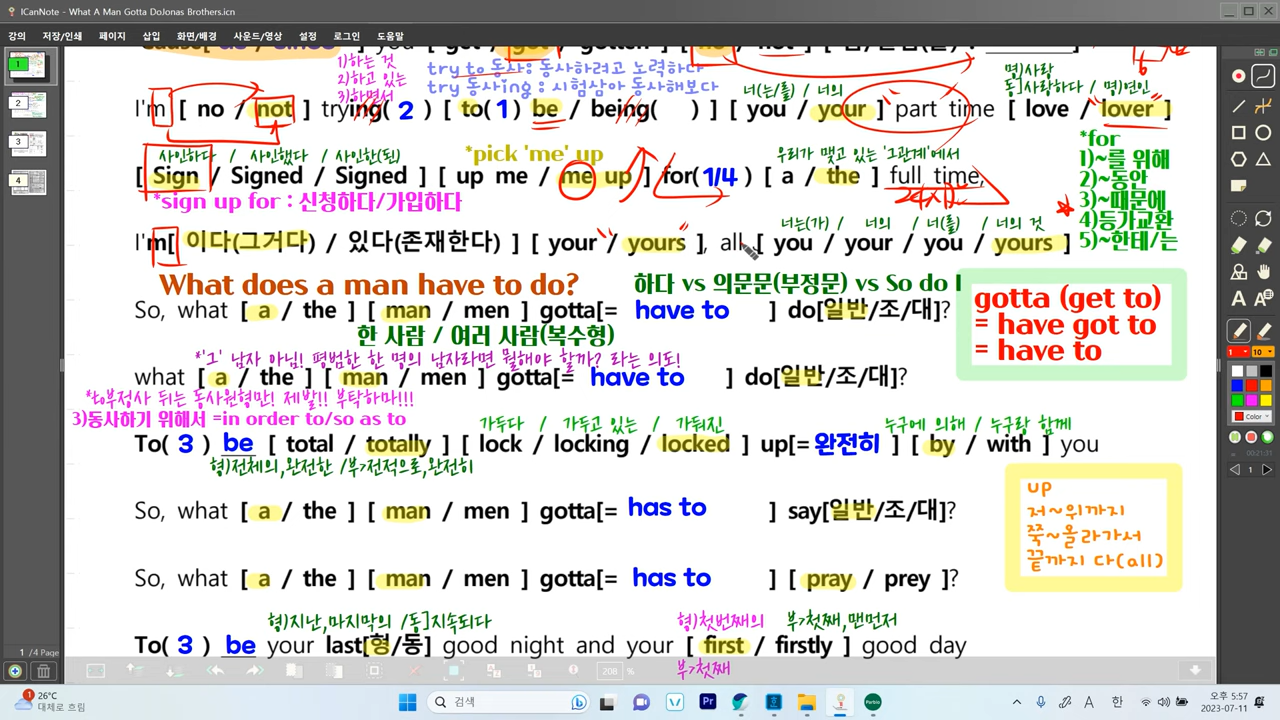 ICanNote - What A Man Gotta DoJonas Brothers.icn
강의 저장/인쇄 삽입 화면/배경 사운드/영상 설정 로그인 도움말
1)하는 것
2)하고 있는
3)하면서
try to 동사: 동사하려고 노력하다
try 동사ing : 시험삼아 동사해보다
너(는/를) / 너의
명)사랑
동)사랑하다 / 명)연인
I'm [ no / not ] trying( 2 ) [ to( 1 ) be / being( ) ] [ you / your ] part time [ love / lover ]
사인하다 / 사인했다 / 사인한(된)
*pick 'me' up
우리가 맺고 있는 '그관계'에서
[ Sign / Signed / Signed ] [ up me / me up ] for( 1/4 ) [ a / the ] full time,
*sign up for : 신청하다/가입하다
*for
1)~를 위해
2)~동안
3)~때문에
4)등가교환
5)~한테/는
너는(가) / 너의 / 너(를) / 너의 것
I'm[ 이다(그거다) / 있다(존재한다) ] [ your / yours ], all [ you / your / you / yours ]
What does a man have to do?
하다 vs 의문문(부정문) vs So do I
So, what [ a / the ] [ man / men ] gotta[= have to ] do[일반/조/대]?
한 사람 / 여러 사람(복수형)
gotta (get to)
= have got to
= have to
*'그' 남자 아님! 평범한 한 명의 남자라면 뭘해야 할까? 라는 의도!
what [ a / the ] [ man / men ] gotta[= have to ] do[일반/조/대]?
*to부정사 뒤는 동사원형만! 제발!! 부탁하마!!!
3)동사하기 위해서 =in order to/so as to
가두다 / 가두고 있는 / 가둬진
누구에 의해 / 누구랑 함께
To( 3 ) be [ total / totally ] [ lock / locking / locked ] up[= 완전히 ] [ by / with ] you
형)전체의,완전한 /부>전적으로,완전히
So, what [ a / the ] [ man / men ] gotta[= has to ] say[일반/조/대]?
up
저~위까지
쭉~올라가서
끝까지 다(all)
So, what [ a / the ] [ man / men ] gotta[= has to ] [ pray / prey ]?
형)지난,마지막의 /동]지속되다
형)첫번째의 부>첫째,맨먼저
To( 3 ) be your last[형/동] good night and your [ first / firstly ] good day
부>첫째
1 /4 Page
208 %
26°C
대체로 흐림
검색
오후 5:57
2023-07-11